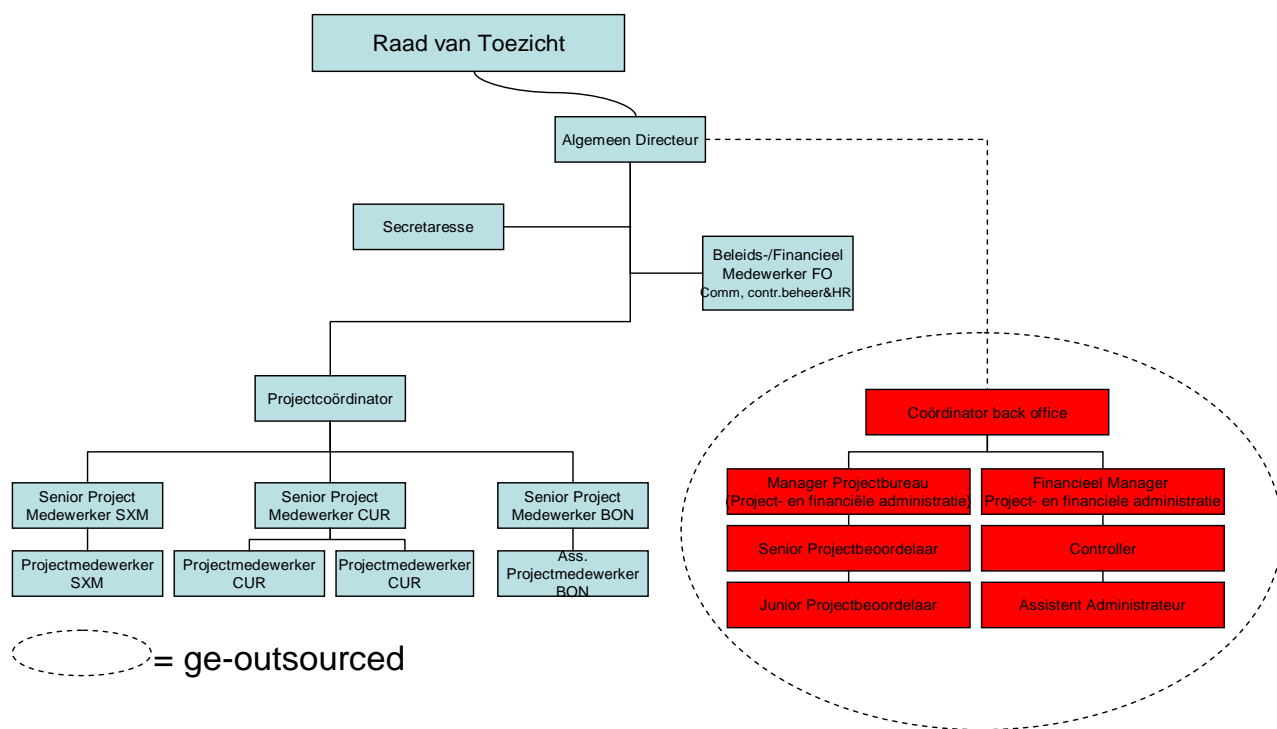 Raad van Toezicht
Algemeen Directeur
Secretaresse
Beleids-/Financieel
Medewerker FO
Comm, contr.beheer&HR
Projectcoördinator
Coördinator back office
Senior Project
Medewerker SXM
Senior Project
Medewerker CUR
Senior Project
Medewerker BON
Manager Projectbureau
(Project- en financiële administratie)
Financieel Manager
Project- en financiele administratie
Projectmedewerker
SXM
Projectmedewerker
CUR
Projectmedewerker
CUR
Ass.
Projectmedewerker
BON
Senior Projectbeoordelaar
Controller
Junior Projectbeoordelaar
Assistent Administrateur
= ge-outsourced